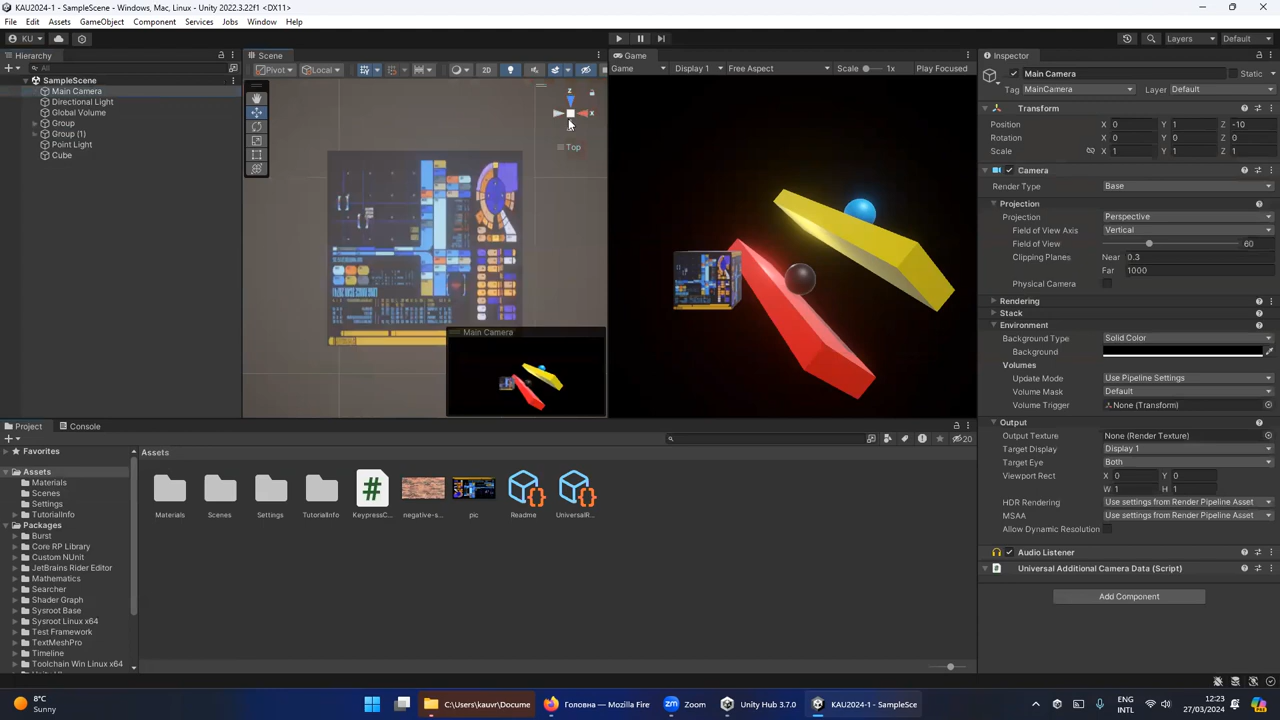 KAU2024-1 - SampleScene - Windows, Mac, Linux - Unity 2022.3.22f1 <DX11>
File Edit Assets GameObject Component Services Jobs Window Help
KU Layers Default
Hierarchy
All
SampleScene
Main Camera
Directional Light
Global Volume
Group
Group (1)
Point Light
Cube
Scene
Pivot Local 2D
z
x
Top
Main Camera
Game
Game Display 1 Free Aspect Scale 1x Play Focused
Inspector
Main Camera Static
Tag MainCamera Layer Default
Transform
Position X 0 Y 1 Z -10
Rotation X 0 Y 0 Z 0
Scale X 1 Y 1 Z 1
Camera
Render Type Base
Projection
Projection Perspective
Field of View Axis Vertical
Field of View 60
Clipping Planes Near 0.3
Far 1000
Physical Camera
Rendering
Stack
Environment
Background Type Solid Color
Background
Volumes
Update Mode Use Pipeline Settings
Volume Mask Default
Volume Trigger None (Transform)
Output
Output Texture None (Render Texture)
Target Display Display 1
Target Eye Both
Viewport Rect X 0 Y 0
W 1 H 1
HDR Rendering Use settings from Render Pipeline Asset
MSAA Use settings from Render Pipeline Asset
Allow Dynamic Resolution
Audio Listener
Universal Additional Camera Data (Script)
Add Component
Project Console
20
Favorites
Assets
Materials
Scenes
Settings
TutorialInfo
Packages
Burst
Core RP Library
Custom NUnit
JetBrains Rider Editor
Mathematics
Searcher
Shader Graph
Sysroot Base
Sysroot Linux x64
Test Framework
TextMeshPro
Timeline
Toolchain Win Linux x64
Assets
Materials Scenes Settings TutorialInfo KeypressC... negative-s... pic Readme UniversalR...
8°C
Sunny
C:\Users\kauvr\Docume
Головна — Mozilla Fire
Zoom
Unity Hub 3.7.0
KAU2024-1 - SampleSce
ENG
INTL
12:23
27/03/2024